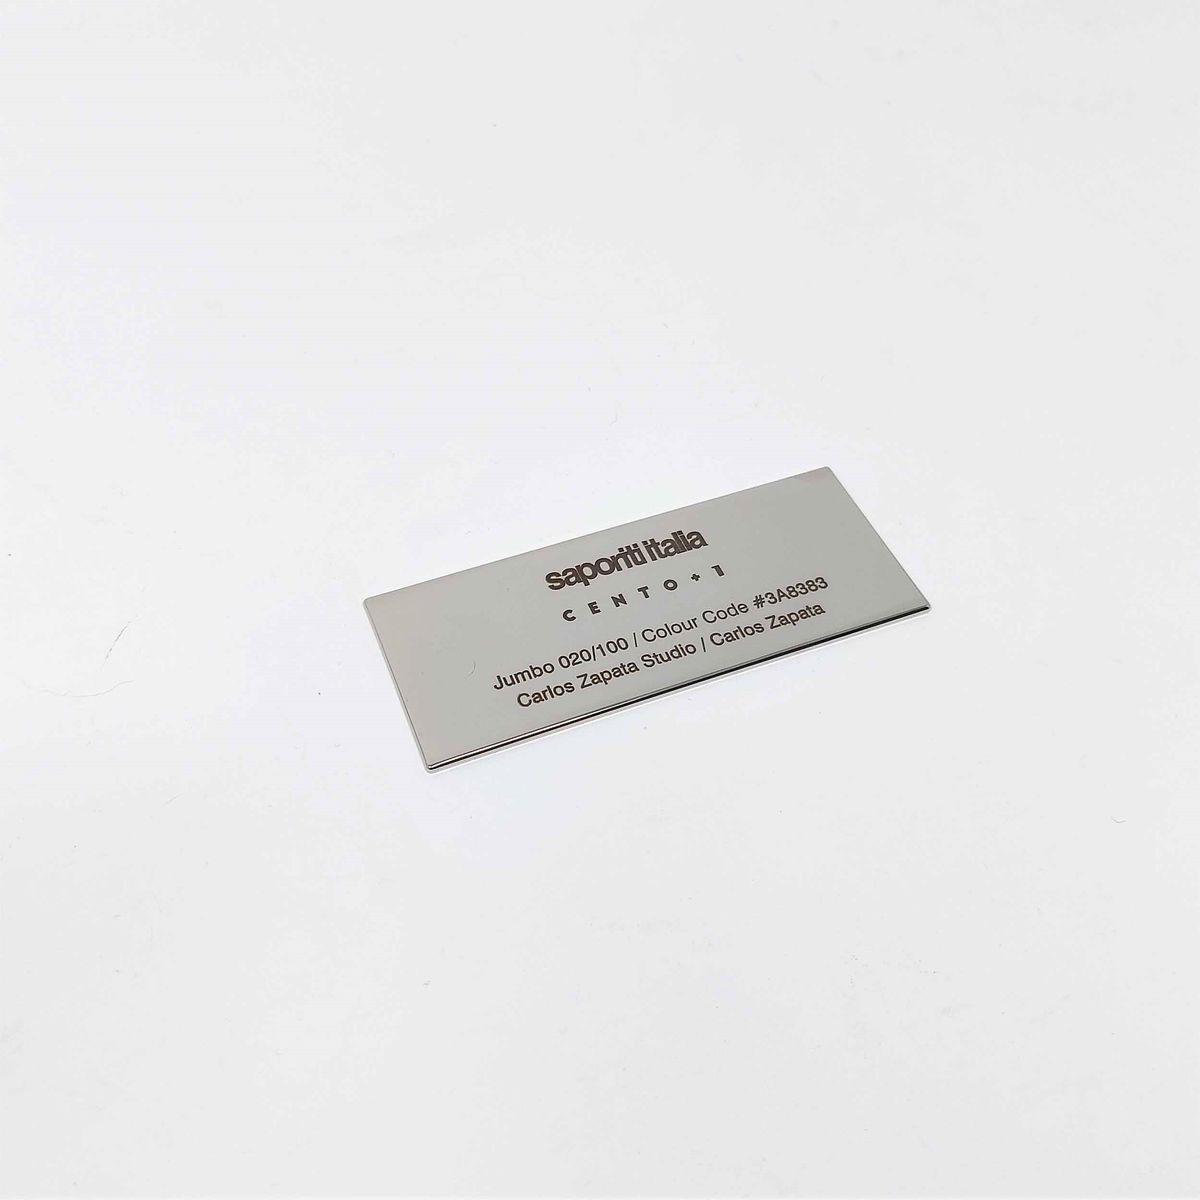 saporiti italia
CENTO+1
Jumbo 020/100 / Colour Code #3A8383
Carlos Zapata Studio / Carlos Zapata